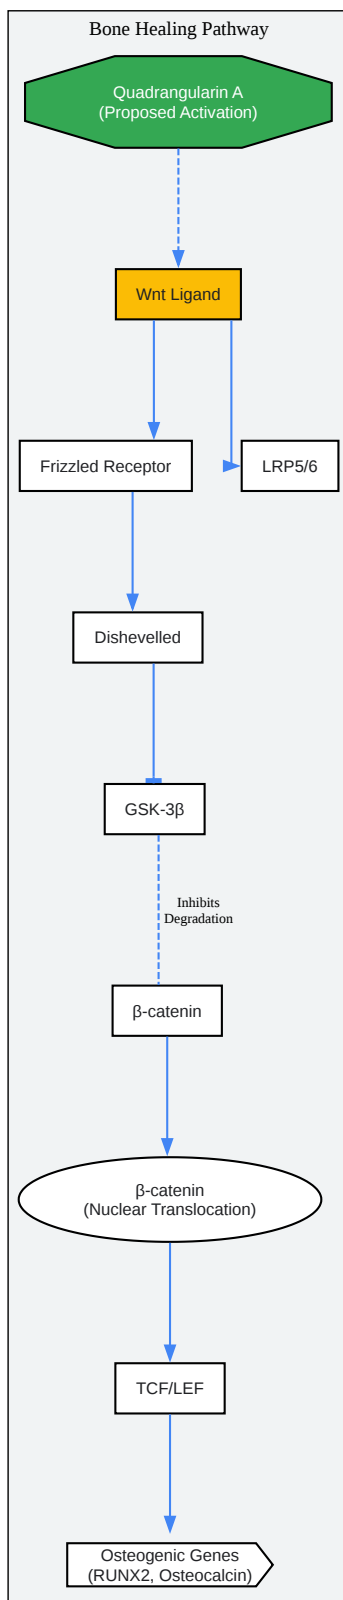 Bone Healing Pathway
Quadrangularin A
(Proposed Activation)
Wnt Ligand
Frizzled Receptor
LRP5/6
Dishevelled
GSK-3β
Inhibits
Degradation
β-catenin
β-catenin
(Nuclear Translocation)
TCF/LEF
Osteogenic Genes
(RUNX2, Osteocalcin)